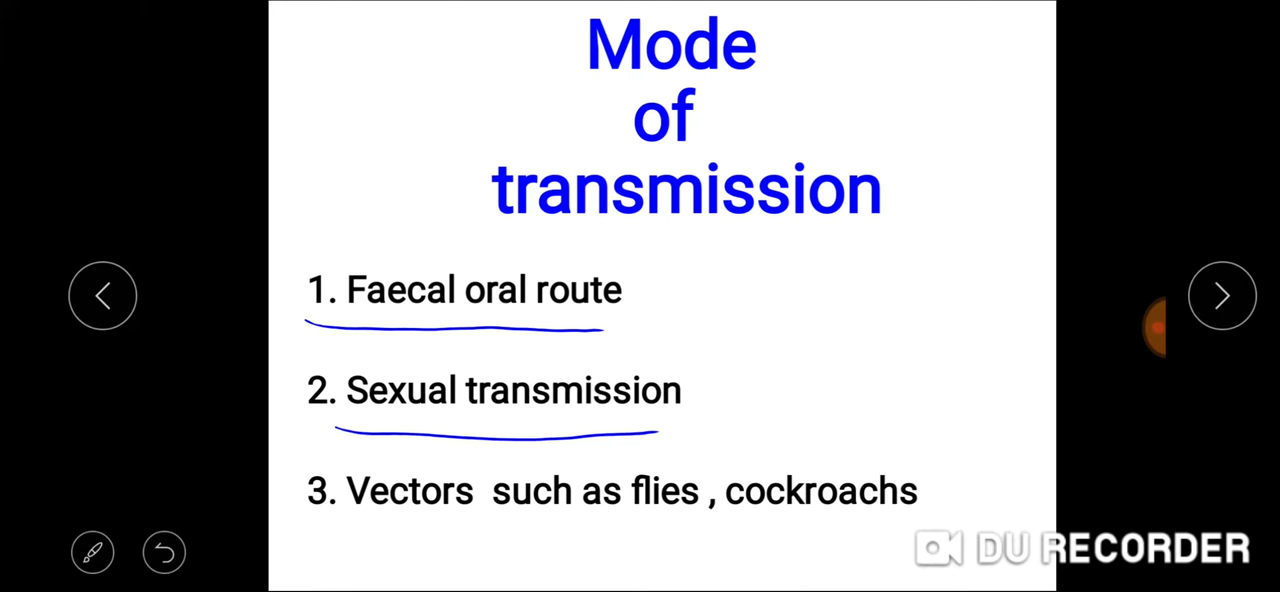 Mode
of
transmission
1. Faecal oral route
2. Sexual transmission
3. Vectors such as flies , cockroachs
DU RECORDER